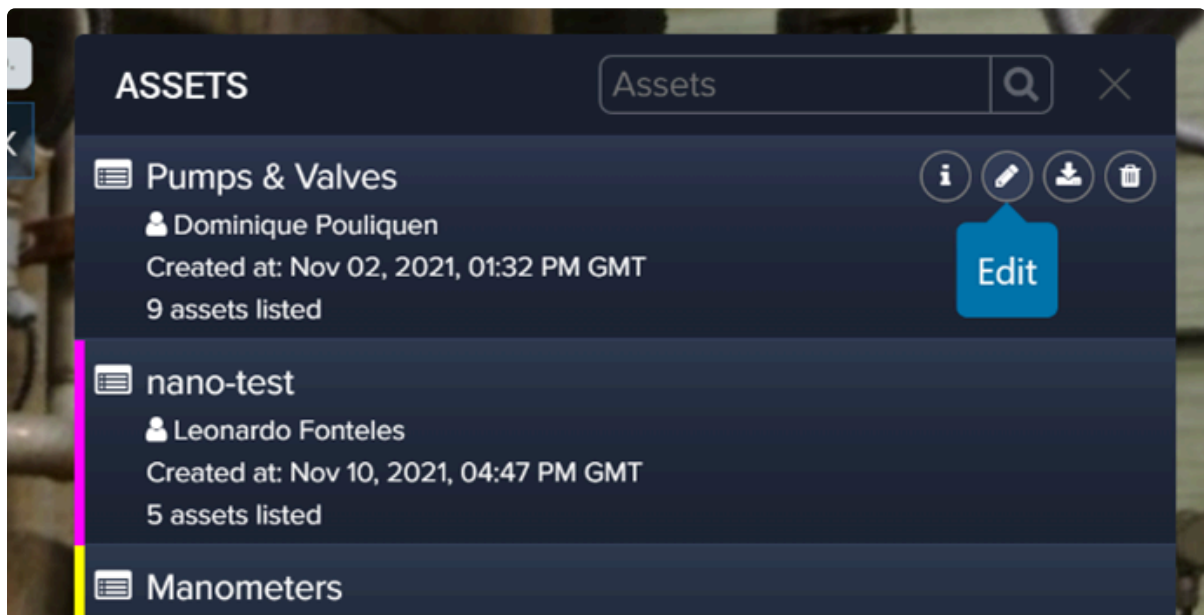 ASSETS
Assets
Pumps & Valves
Dominique Pouliquen
Created at: Nov 02, 2021, 01:32 PM GMT
9 assets listed
Edit
nano-test
Leonardo Fonteles
Created at: Nov 10, 2021, 04:47 PM GMT
5 assets listed
Manometers